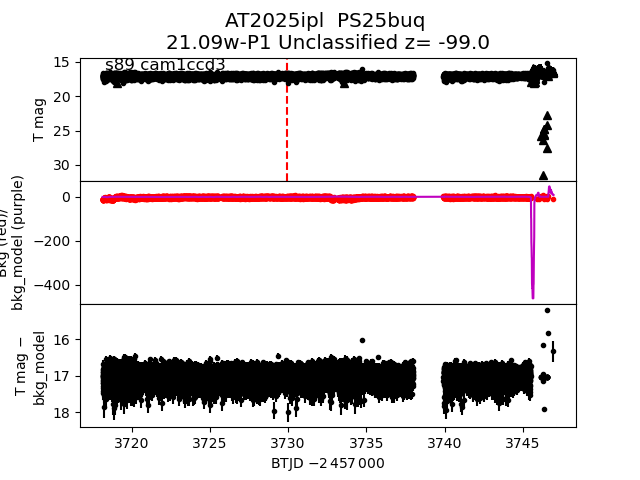 AT2025ipl  PS25buq
21.09w-P1 Unclassified z= -99.0
s89 cam1ccd3
15
20
25
30
T mag
0
−200
−400
Bkg (red)/
bkg_model (purple)
16
17
18
T mag −
bkg_model
3720
3725
3730
3735
3740
3745
BTJD −2 457 000